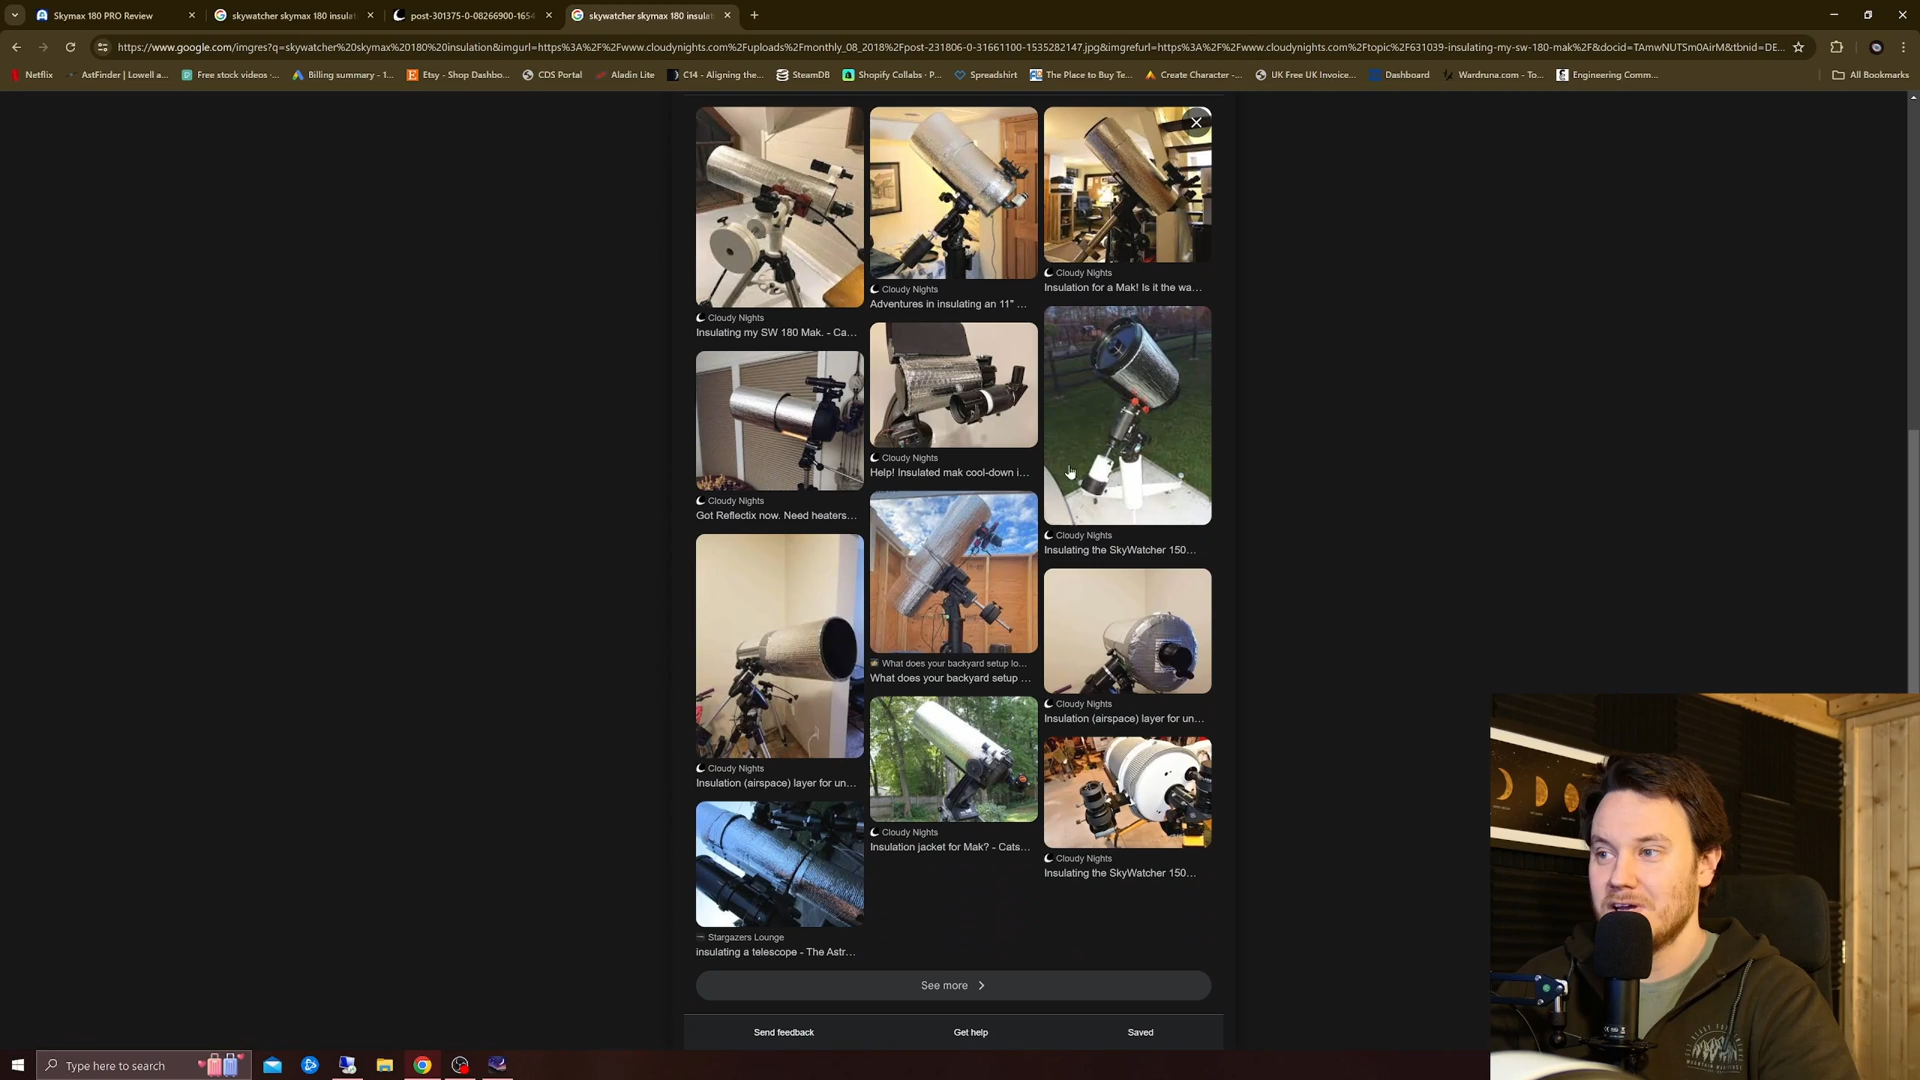 Skymax 180 PRO Review
skywatcher skymax 180 insulat
post-301375-0-08266900-1654
skywatcher skymax 180 insulat
https://www.google.com/imgres?q=skywatcher%20skymax%20180%20insulation&imgurl=https%3A%2F%2Fwww.cloudynights.com%2Fuploads%2Fmonthly_08_2018%2Fpost-231806-0-31661100-1535282147.jpg&imgrefurl=https%3A%2F%2Fwww.cloudynights.com%2Ftopic%2F631039-insulating-my-sw-180-mak%2F&docid=TAmwNUTSm0AirM&tbnid=DE...
Netflix
AstFinder | Lowell a...
Free stock videos -...
Billing summary - 1...
Etsy - Shop Dashbo...
CDS Portal
Aladin Lite
C14 - Aligning the...
SteamDB
Shopify Collabs - P...
Spreadshirt
The Place to Buy Te...
Create Character -...
UK Free UK Invoice...
Dashboard
Wardruna.com - To...
Engineering Comm...
All Bookmarks
Cloudy Nights
Insulating my SW 180 Mak. - Ca...
Cloudy Nights
Adventures in insulating an 11" ...
Cloudy Nights
Insulation for a Mak! Is it the wa...
Cloudy Nights
Got Reflectix now. Need heaters...
Cloudy Nights
Help! Insulated mak cool-down i...
Cloudy Nights
Insulating the SkyWatcher 150...
Cloudy Nights
Insulation (airspace) layer for un...
What does your backyard setup lo...
What does your backyard setup ...
Cloudy Nights
Insulation (airspace) layer for un...
Stargazers Lounge
insulating a telescope - The Astr...
Cloudy Nights
Insulation jacket for Mak? - Cats...
Cloudy Nights
Insulating the SkyWatcher 150...
See more
Send feedback
Get help
Saved
Type here to search